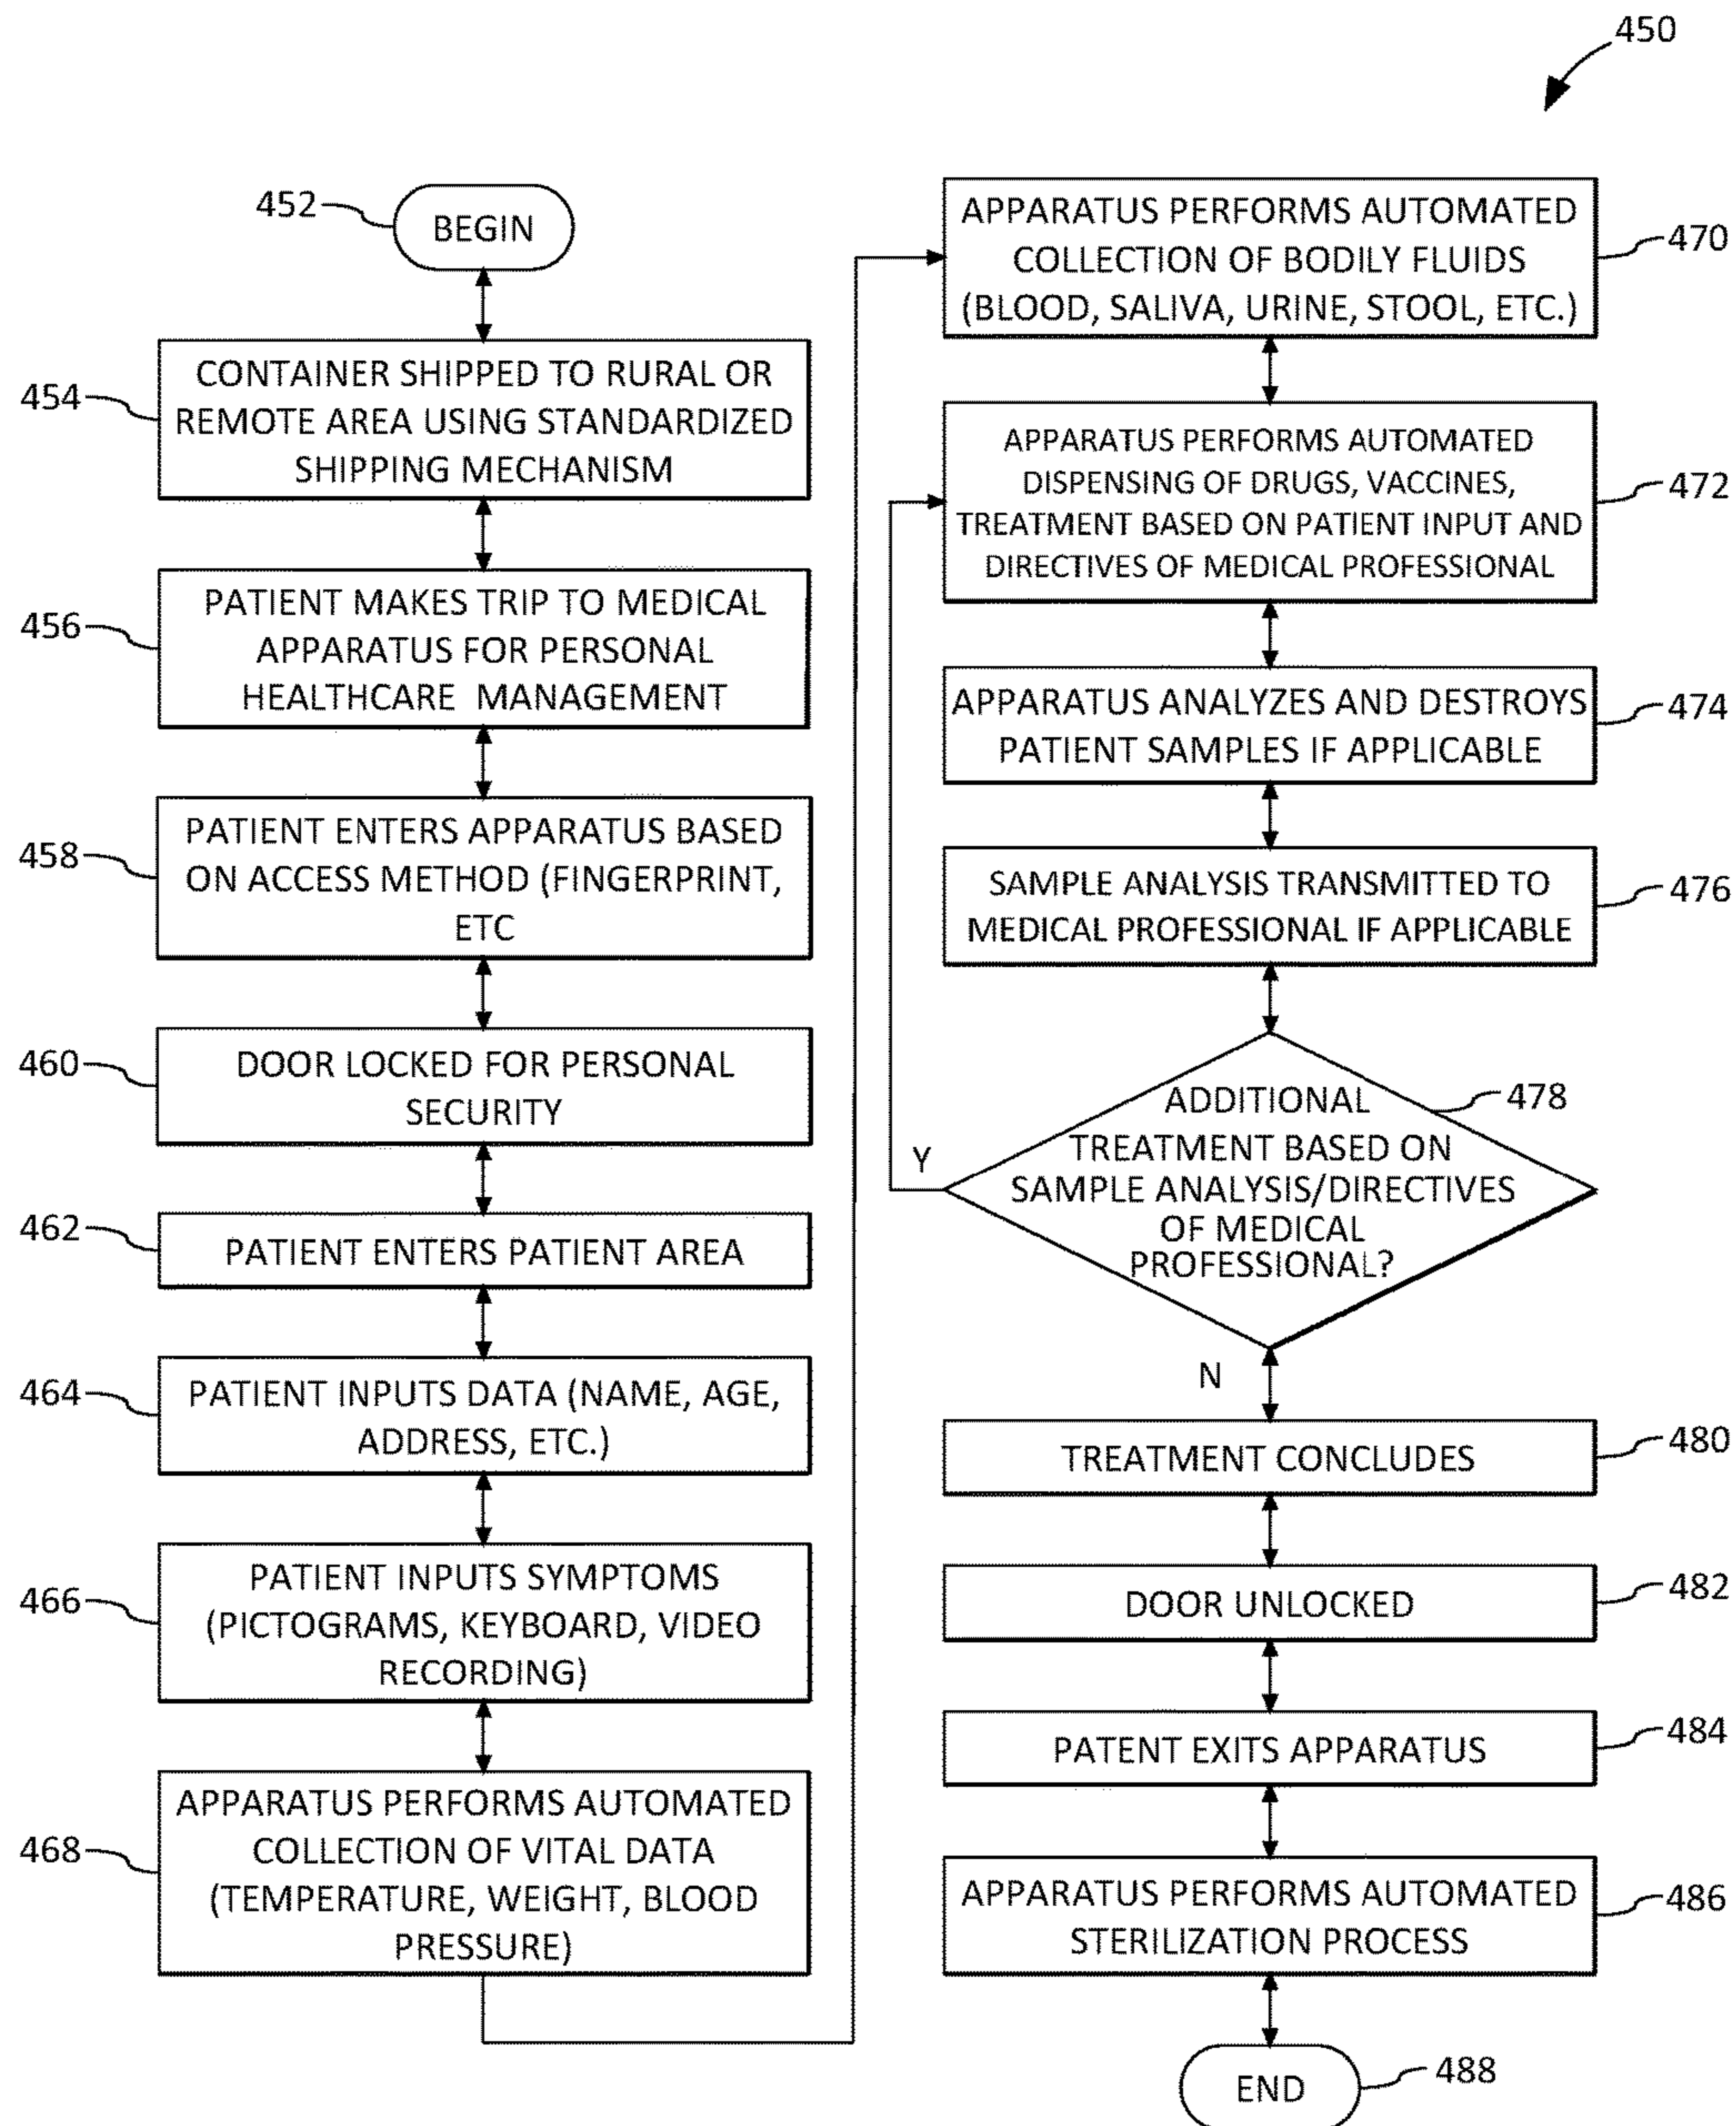 450
452
BEGIN
454
CONTAINER SHIPPED TO RURAL OR
REMOTE AREA USING STANDARDIZED
SHIPPING MECHANISM
456
PATIENT MAKES TRIP TO MEDICAL
APPARATUS FOR PERSONAL
HEALTHCARE MANAGEMENT
458
PATIENT ENTERS APPARATUS BASED
ON ACCESS METHOD (FINGERPRINT,
ETC
460
DOOR LOCKED FOR PERSONAL
SECURITY
462
PATIENT ENTERS PATIENT AREA
464
PATIENT INPUTS DATA (NAME, AGE,
ADDRESS, ETC.)
466
PATIENT INPUTS SYMPTOMS
(PICTOGRAMS, KEYBOARD, VIDEO
RECORDING)
468
APPARATUS PERFORMS AUTOMATED
COLLECTION OF VITAL DATA
(TEMPERATURE, WEIGHT, BLOOD
PRESSURE)
470
APPARATUS PERFORMS AUTOMATED
COLLECTION OF BODILY FLUIDS
(BLOOD, SALIVA, URINE, STOOL, ETC.)
472
APPARATUS PERFORMS AUTOMATED
DISPENSING OF DRUGS, VACCINES,
TREATMENT BASED ON PATIENT INPUT AND
DIRECTIVES OF MEDICAL PROFESSIONAL
474
APPARATUS ANALYZES AND DESTROYS
PATIENT SAMPLES IF APPLICABLE
476
SAMPLE ANALYSIS TRANSMITTED TO
MEDICAL PROFESSIONAL IF APPLICABLE
478
ADDITIONAL
TREATMENT BASED ON
SAMPLE ANALYSIS/DIRECTIVES
OF MEDICAL
PROFESSIONAL?
Y
N
480
TREATMENT CONCLUDES
482
DOOR UNLOCKED
484
PATENT EXITS APPARATUS
486
APPARATUS PERFORMS AUTOMATED
STERILIZATION PROCESS
END
488